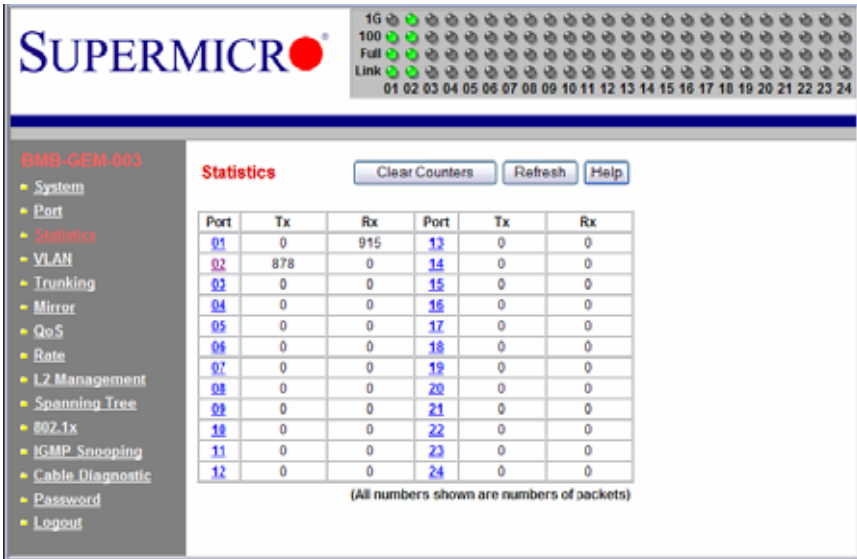 SUPERMICRO
1G
100
Full
Link
01 02 03 04 05 06 07 08 09 10 11 12 13 14 15 16 17 18 19 20 21 22 23 24
BMB-GEM-003
System
Port
Statistics
VLAN
Trunking
Mirror
QoS
Rate
L2 Management
Spanning Tree
802.1x
IGMP Snooping
Cable Diagnostic
Password
Logout
Statistics Clear Counters Refresh Help
Port Tx Rx Port Tx Rx
01 0 915 13 0 0
02 878 0 14 0 0
03 0 0 15 0 0
04 0 0 16 0 0
05 0 0 17 0 0
06 0 0 18 0 0
07 0 0 19 0 0
08 0 0 20 0 0
09 0 0 21 0 0
10 0 0 22 0 0
11 0 0 23 0 0
12 0 0 24 0 0
(All numbers shown are numbers of packets)